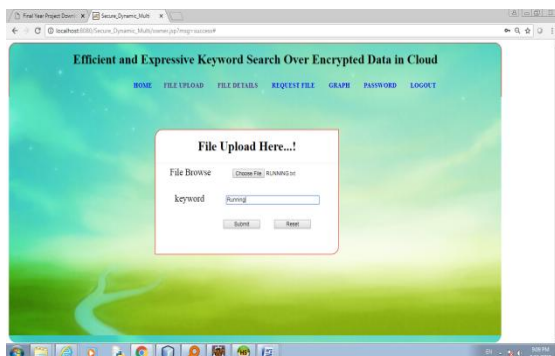 Final Year Project Downl
Secure_Dynamic_Multi
localhost:8080/Secure_Dynamic_Multi/owner.jsp?msg=success#
Efficient and Expressive Keyword Search Over Encrypted Data in Cloud
HOME FILE UPLOAD FILE DETAILS REQUEST FILE GRAPH PASSWORD LOGOUT
File Upload Here...!
File Browse Choose File RUNNING.txt
keyword Running
Submit Reset
EN